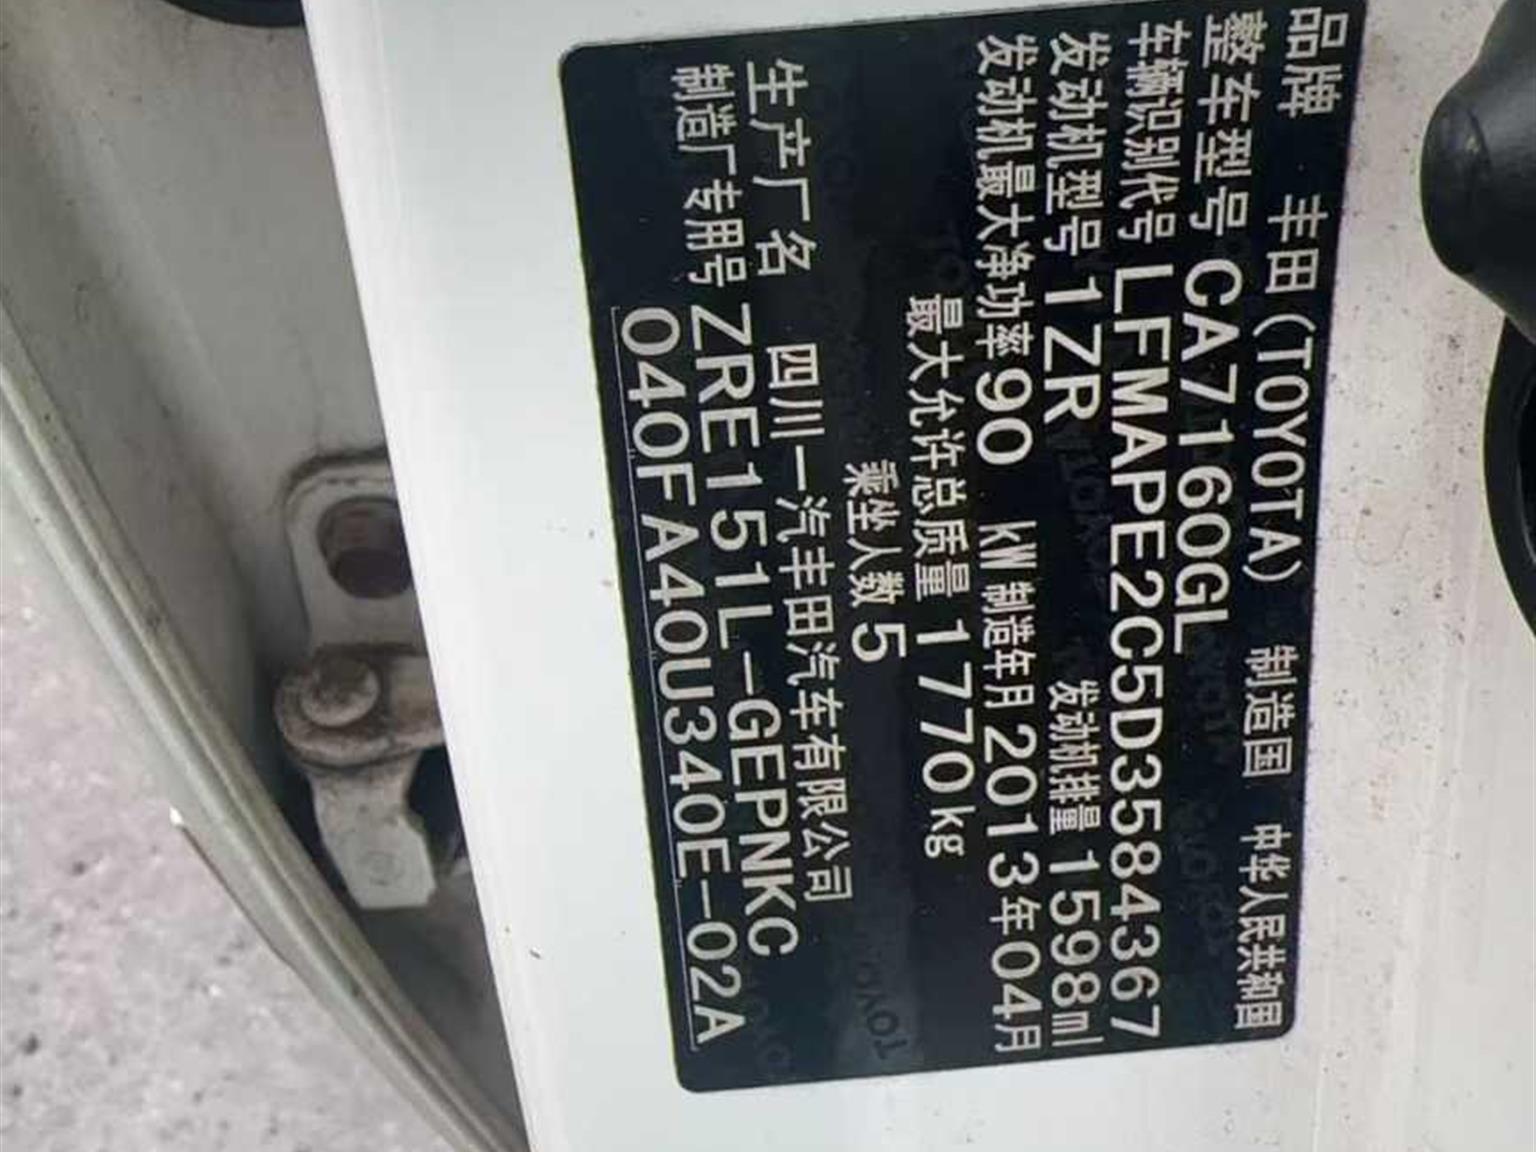 品牌 丰田(TOYOTA) 制造国 中华人民共和国
整车型号 CA7160GL
车辆识别代号 LFMAPE2C5D3584367
发动机型号 1ZR 发动机排量 1598ml
发动机最大净功率 90 kW 制造年月 2013年04月
最大允许总质量 1770kg
乘坐人数 5
生产厂名 四川一汽丰田汽车有限公司
制造厂专用号 ZRE151L-GEPNKC
040FA40U340E-02A